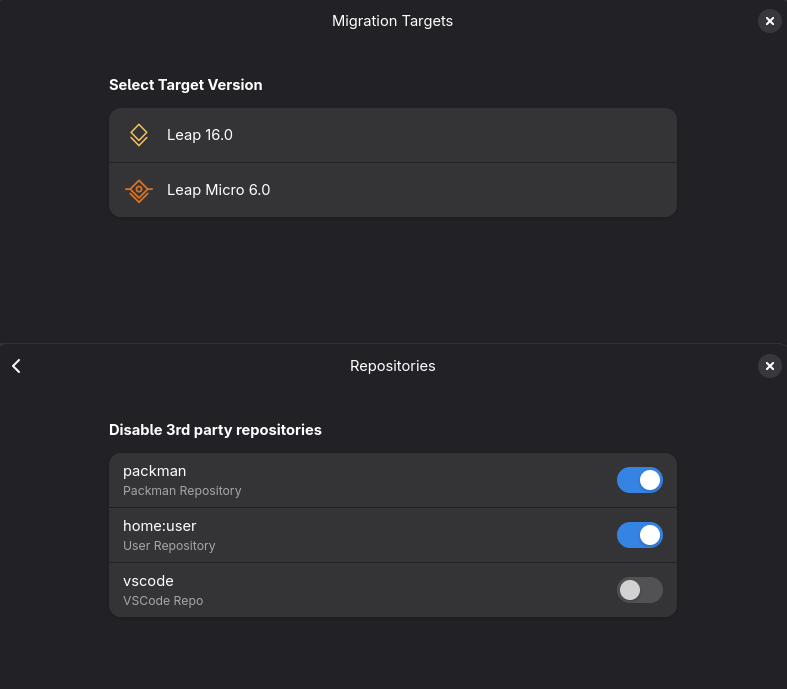 Migration Targets
Select Target Version
Leap 16.0
Leap Micro 6.0
Repositories
Disable 3rd party repositories
packman
Packman Repository
home:user
User Repository
vscode
VSCode Repo